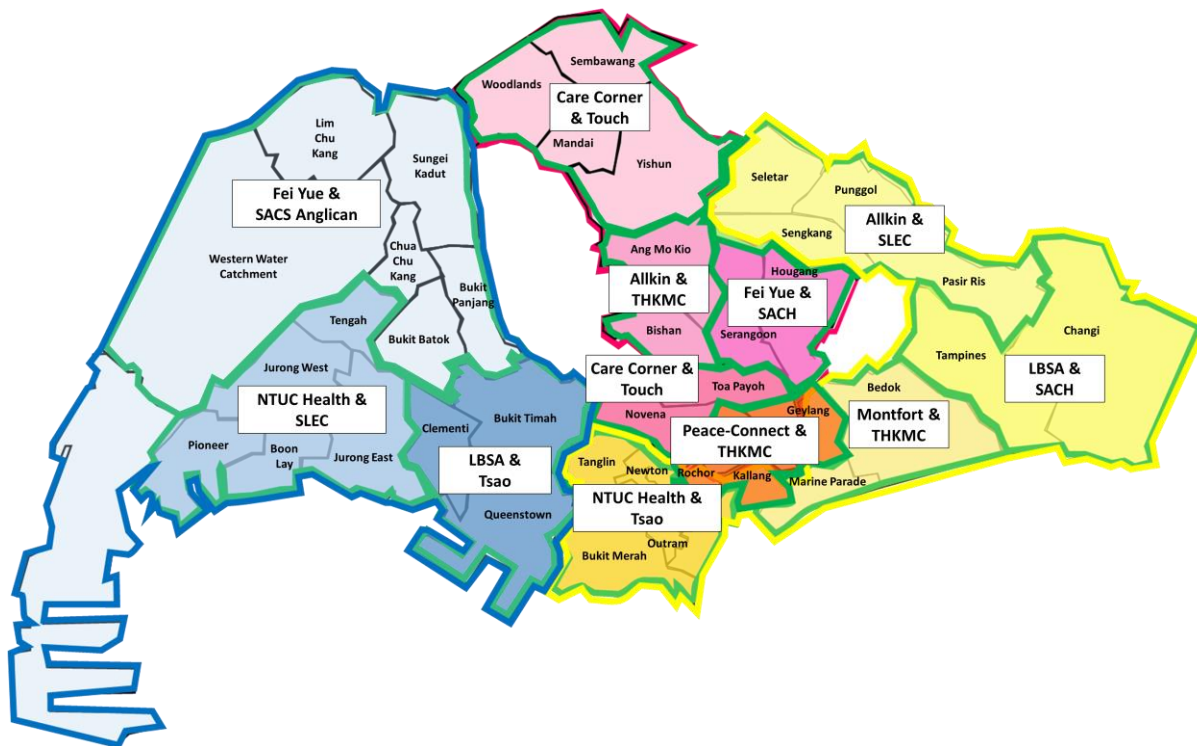 Sembawang
Woodlands
Care Corner
& Touch
Mandai
Yishun
Lim
Chu
Kang
Sungei
Kadut
Fei Yue &
SACS Anglican
Western Water
Catchment
Chua
Chu
Kang
Bukit
Panjang
Bukit Batok
Tengah
Jurong West
NTUC Health &
SLEC
Pioneer
Boon
Lay
Jurong East
Clementi
Bukit Timah
LBSA &
Tsao
Queenstown
Seletar
Punggol
Allkin &
SLEC
Sengkang
Pasir Ris
Ang Mo Kio
Allkin &
THKMC
Bishan
Hougang
Fei Yue &
SACH
Serangoon
Changi
Tampines
LBSA &
SACH
Care Corner &
Touch
Toa Payoh
Novena
Bedok
Montfort &
THKMC
Marine Parade
Geylang
Peace-Connect &
THKMC
Rochor
Kallang
Tanglin
Newton
NTUC Health &
Tsao
Outram
Bukit Merah